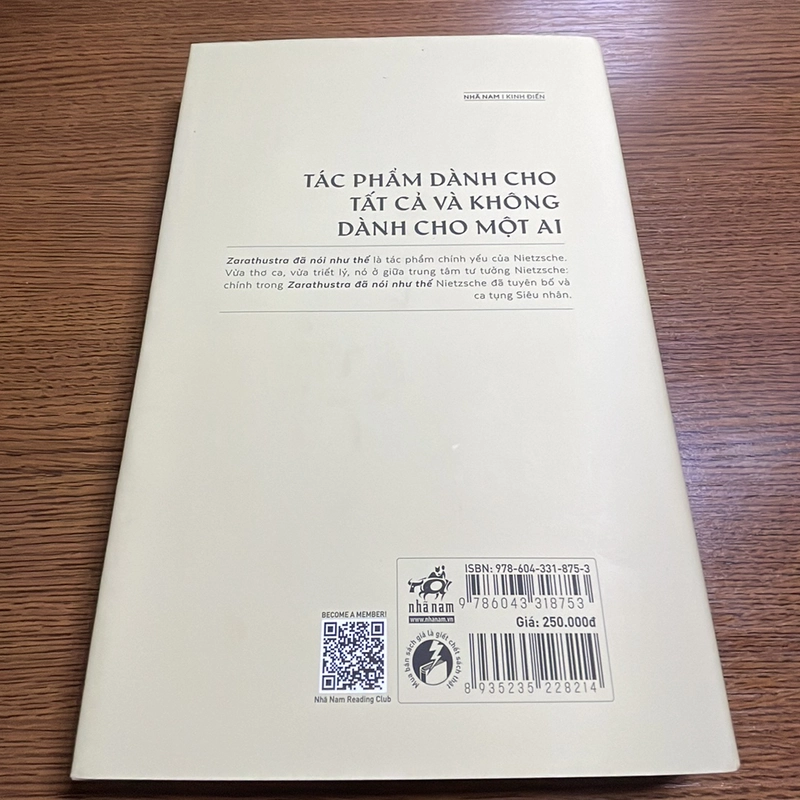 NHÃ NAM | KINH ĐIỂN
TÁC PHẨM DÀNH CHO
TẤT CẢ VÀ KHÔNG
DÀNH CHO MỘT AI
Zarathustra đã nói như thế là tác phẩm chính yếu của Nietzsche.
Vừa thơ ca, vừa triết lý, nó ở giữa trung tâm tư tưởng Nietzsche:
chính trong Zarathustra đã nói như thế Nietzsche đã tuyên bố và
ca tụng Siêu nhân.
BECOME A MEMBER!
Nhã Nam Reading Club
nhã nam
www.nhanam.vn
Mua bán sách giả là giết chết sách thật
ISBN: 978-604-331-875-3
9 786043 318753
Giá: 250.000đ
8 935235 228214